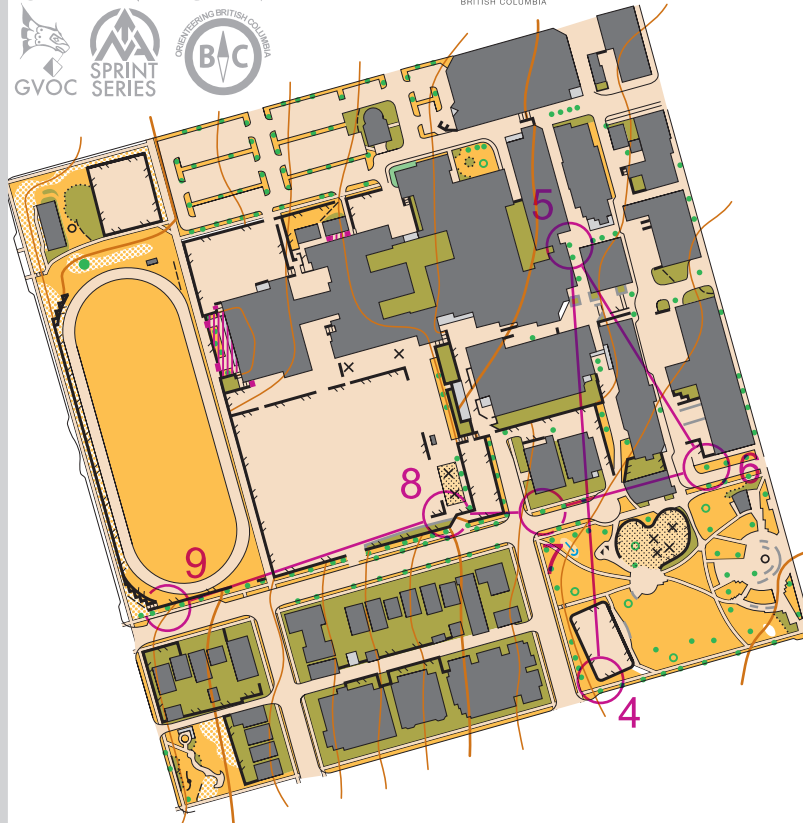 BRITISH COLUMBIA
GVOC
SPRINT
SERIES
ORIENTEERING BRITISH COLUMBIA
B C
5
6
8
7
9
4